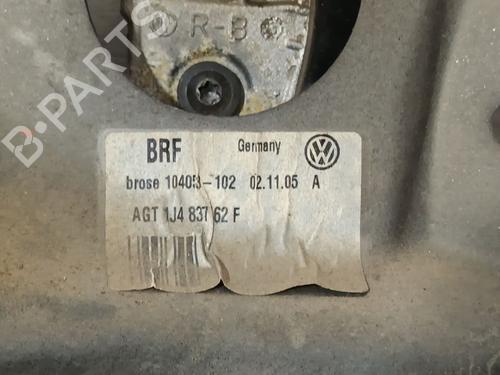 R-B
BRF Germany
brose 10403-102 02.11.05 A
AGT 1J4 837 62 F
B-PARTS